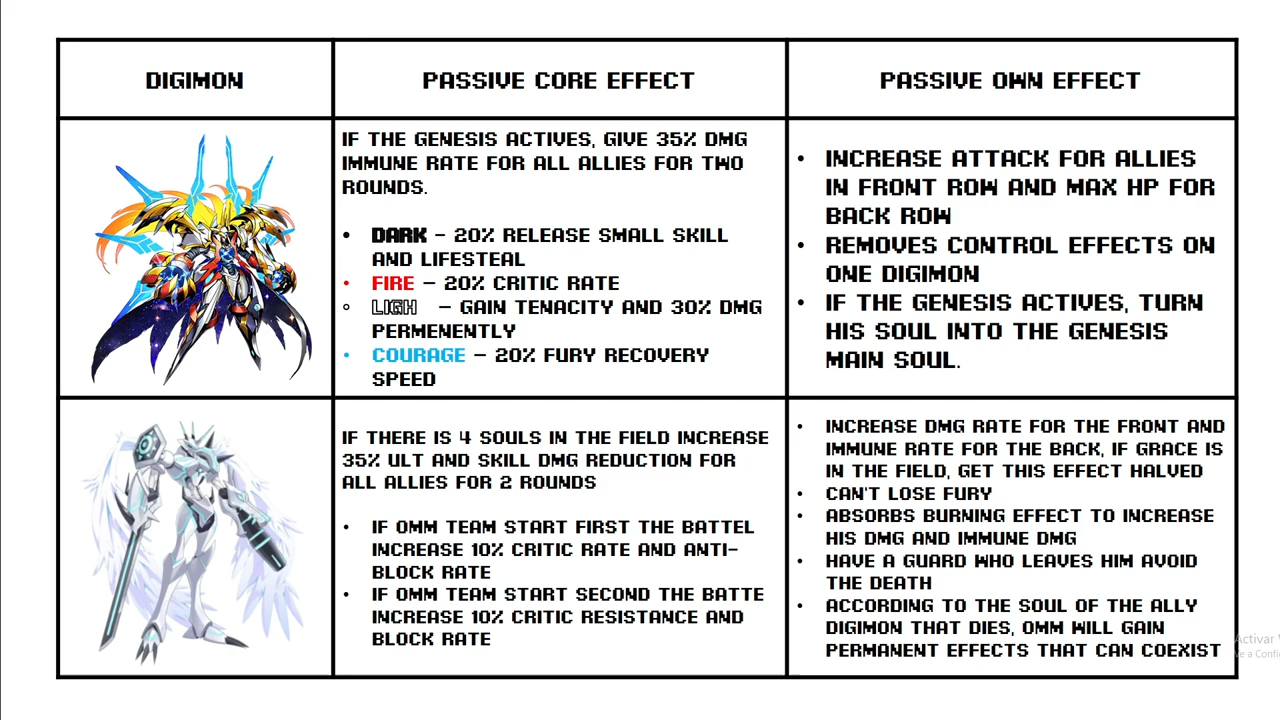 DIGIMON
PASSIVE CORE EFFECT
PASSIVE OWN EFFECT
IF THE GENESIS ACTIVES, GIVE 35% DMG
IMMUNE RATE FOR ALL ALLIES FOR TWO
ROUNDS.
• DARK – 20% RELEASE SMALL SKILL
AND LIFESTEAL
• FIRE – 20% CRITIC RATE
• LIGH – GAIN TENACITY AND 30% DMG
PERMENENTLY
• COURAGE – 20% FURY RECOVERY
SPEED
• INCREASE ATTACK FOR ALLIES
IN FRONT ROW AND MAX HP FOR
BACK ROW
• REMOVES CONTROL EFFECTS ON
ONE DIGIMON
• IF THE GENESIS ACTIVES, TURN
HIS SOUL INTO THE GENESIS
MAIN SOUL.
IF THERE IS 4 SOULS IN THE FIELD INCREASE
35% ULT AND SKILL DMG REDUCTION FOR
ALL ALLIES FOR 2 ROUNDS
• IF OMM TEAM START FIRST THE BATTEL
INCREASE 10% CRITIC RATE AND ANTI-
BLOCK RATE
• IF OMM TEAM START SECOND THE BATTE
INCREASE 10% CRITIC RESISTANCE AND
BLOCK RATE
• INCREASE DMG RATE FOR THE FRONT AND
IMMUNE RATE FOR THE BACK, IF GRACE IS
IN THE FIELD, GET THIS EFFECT HALVED
• CAN'T LOSE FURY
• ABSORBS BURNING EFFECT TO INCREASE
HIS DMG AND IMMUNE DMG
• HAVE A GUARD WHO LEAVES HIM AVOID
THE DEATH
• ACCORDING TO THE SOUL OF THE ALLY
DIGIMON THAT DIES, OMM WILL GAIN
PERMANENT EFFECTS THAT CAN COEXIST
Activar